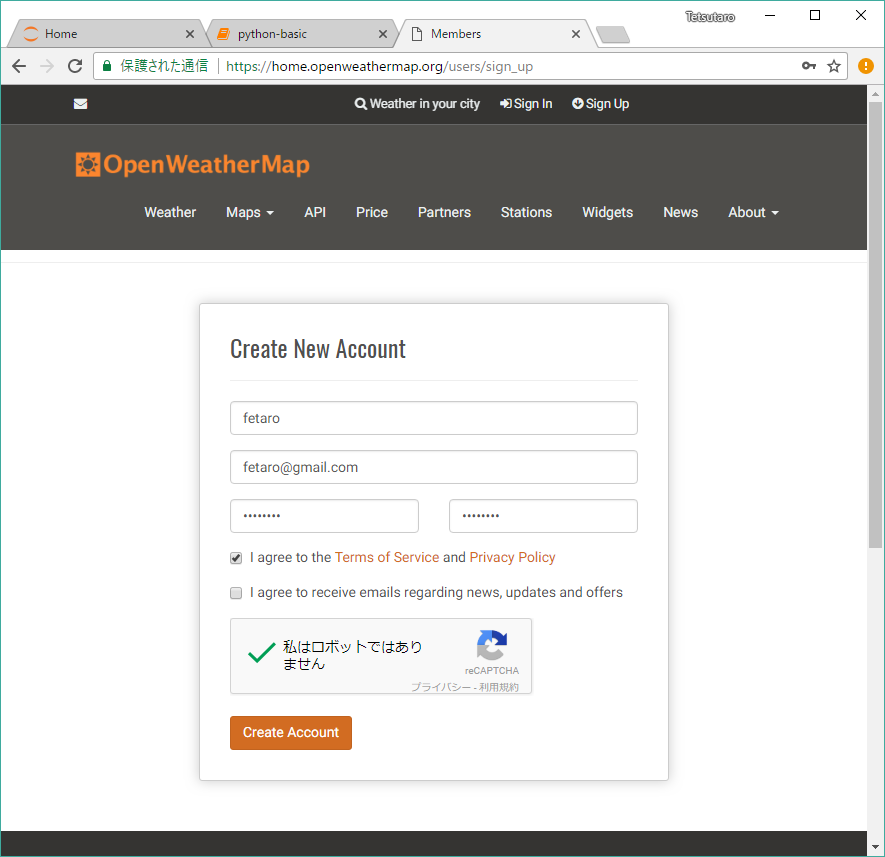 Tetsutaro
Home
python-basic
Members
保護された通信
https://home.openweathermap.org/users/sign_up
Weather in your city
Sign In
Sign Up
OpenWeatherMap
Weather
Maps
API
Price
Partners
Stations
Widgets
News
About
Create New Account
fetaro
fetaro@gmail.com
••••••••
••••••••
I agree to the Terms of Service and Privacy Policy
I agree to receive emails regarding news, updates and offers
私はロボットではあり
ません
reCAPTCHA
プライバシー - 利用規約
Create Account